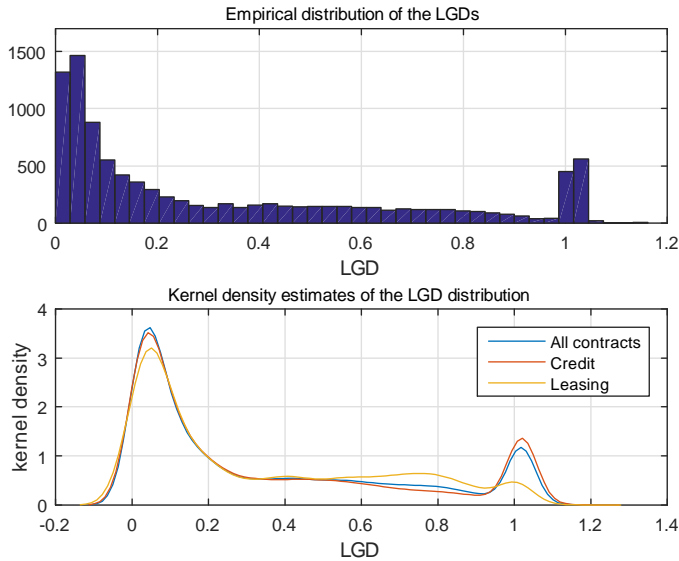 Empirical distribution of the LGDs
1500
1000
500
0
0 0.2 0.4 0.6 0.8 1 1.2
LGD
Kernel density estimates of the LGD distribution
kernel density
4
3
2
1
0
All contracts
Credit
Leasing
-0.2 0 0.2 0.4 0.6 0.8 1 1.2 1.4
LGD